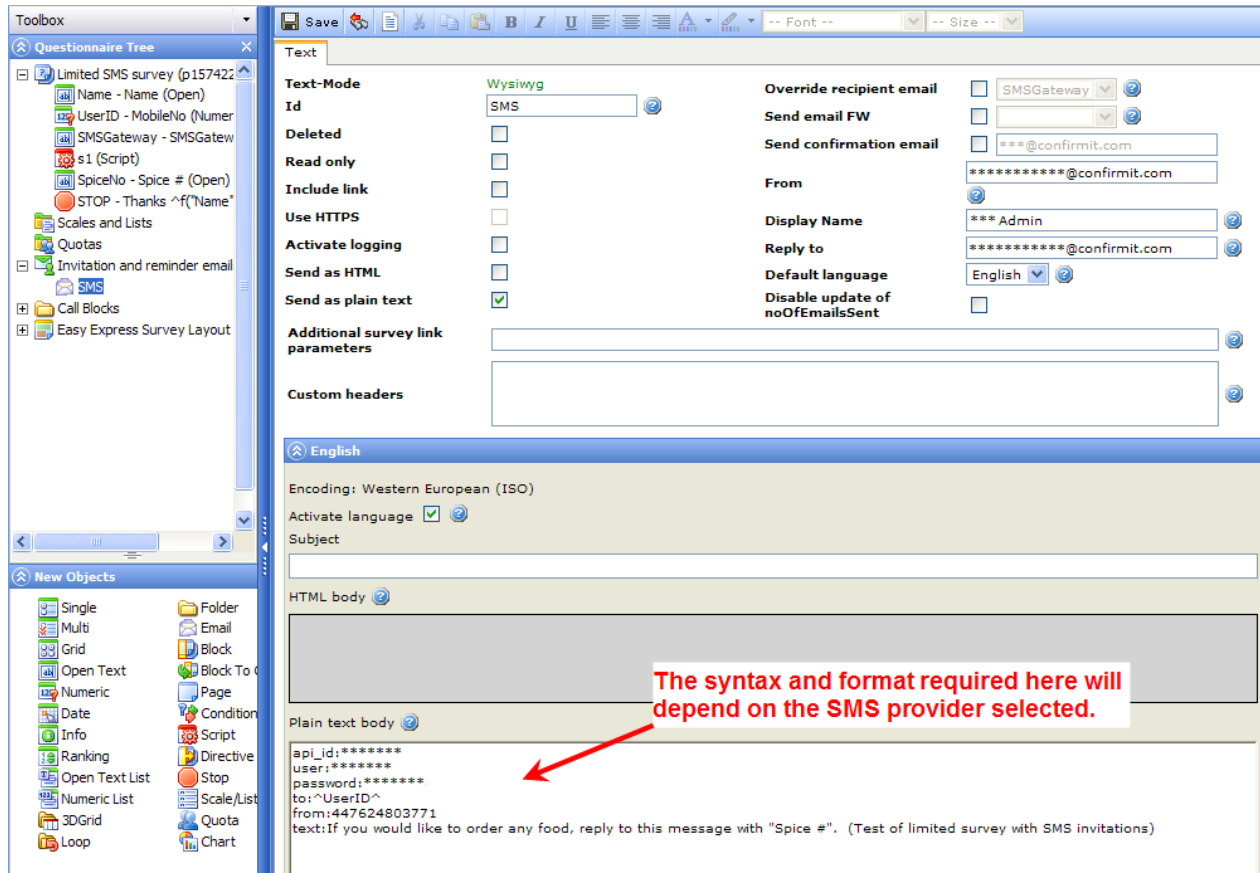 Toolbox
Save B I U A -- Font -- -- Size --
Questionnaire Tree X
Limited SMS survey (p157422
Name - Name (Open)
UserID - MobileNo (Numer
SMSGateway - SMSGatew
s1 (Script)
SpiceNo - Spice # (Open)
STOP - Thanks ^f("Name"
Scales and Lists
Quotas
Invitation and reminder email
SMS
Call Blocks
Easy Express Survey Layout
New Objects
Single Folder
Multi Email
Grid Block
Open Text Block To
Numeric Page
Date Condition
Info Script
Ranking Directive
Open Text List Stop
Numeric List Scale/List
3DGrid Quota
Loop Chart
Text
Text-Mode Wysiwyg
Id SMS
Deleted
Read only
Include link
Use HTTPS
Activate logging
Send as HTML
Send as plain text
Override recipient email SMSGateway
Send email FW
Send confirmation email ***@confirmit.com
From ***********@confirmit.com
Display Name *** Admin
Reply to ***********@confirmit.com
Default language English
Disable update of
noOfEmailsSent
Additional survey link
parameters
Custom headers
English
Encoding: Western European (ISO)
Activate language
Subject
HTML body
The syntax and format required here will
depend on the SMS provider selected.
Plain text body
api_id:*******
user:*******
password:*******
to:^UserID^
from:447624803771
text:If you would like to order any food, reply to this message with "Spice #". (Test of limited survey with SMS invitations)